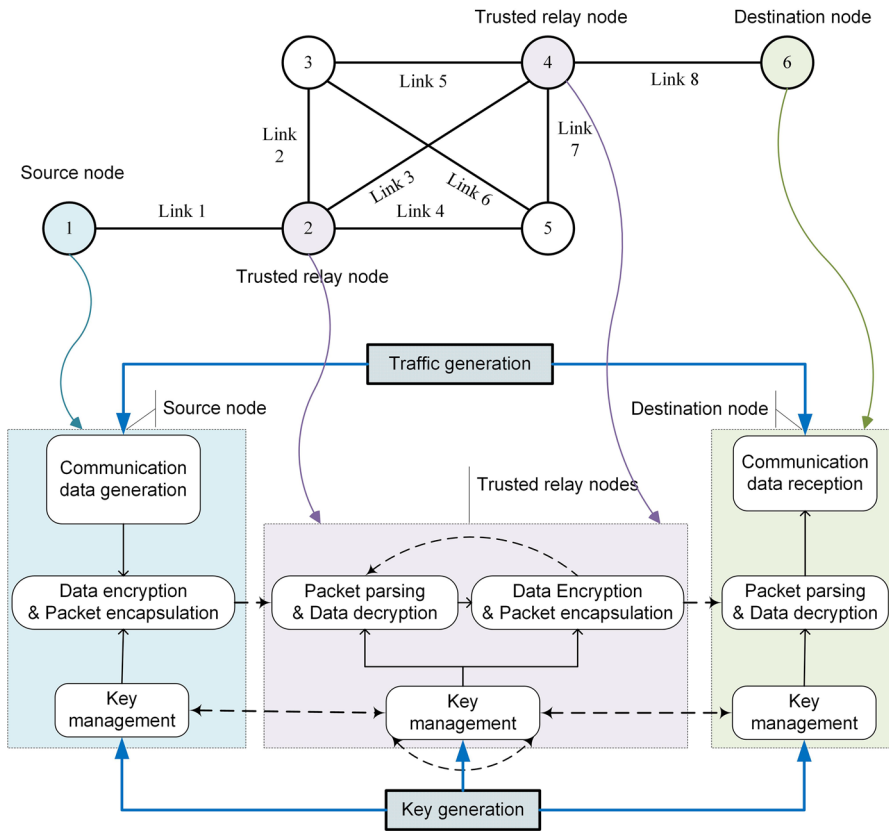 Trusted relay node
Destination node
3
4
6
Link 5
Link 8
Link
2
Link
7
Source node
Link 3
Link 6
Link 1
Link 4
1
2
5
Trusted relay node
Traffic generation
Source node
Destination node
Communication
data generation
Communication
data reception
Trusted relay nodes
Data encryption
& Packet encapsulation
Packet parsing
& Data decryption
Data Encryption
& Packet encapsulation
Packet parsing
& Data decryption
Key
management
Key
management
Key
management
Key generation